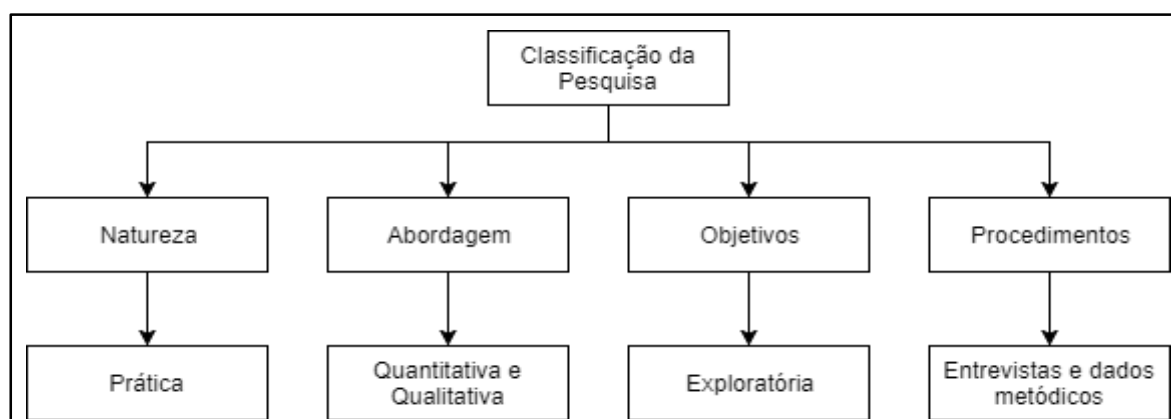 Classificação da
Pesquisa
Natureza
Abordagem
Objetivos
Procedimentos
Prática
Quantitativa e
Qualitativa
Exploratória
Entrevistas e dados
metódicos